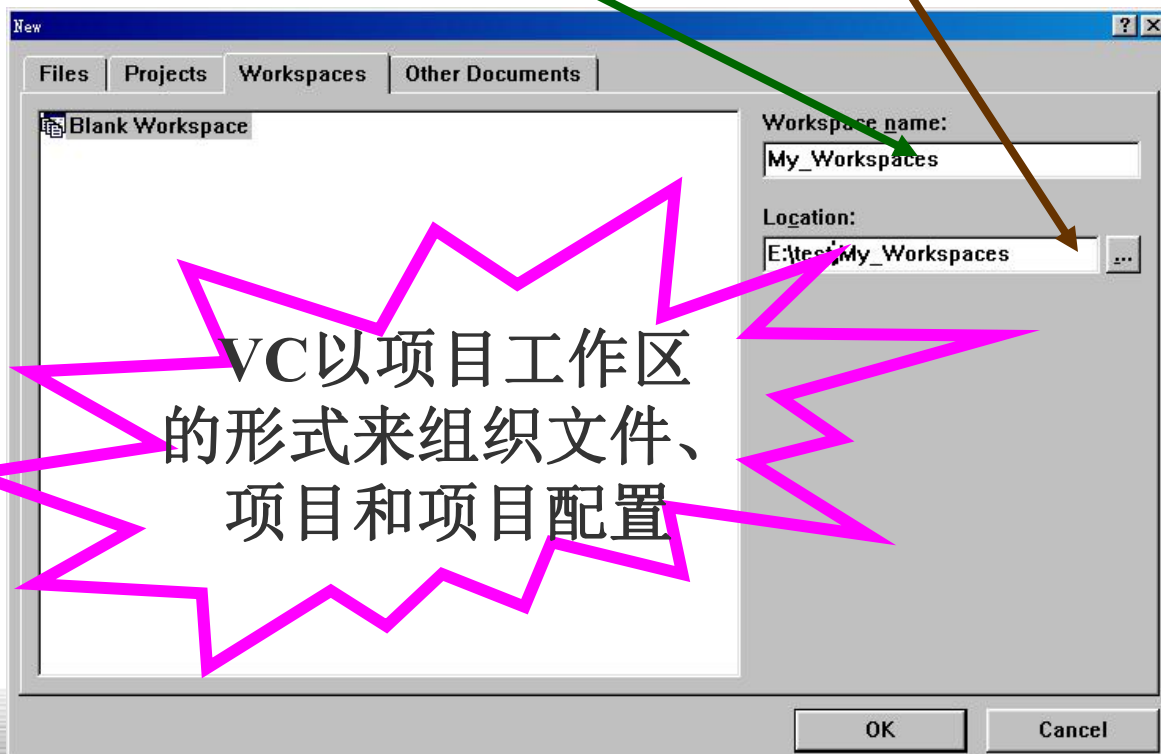 New
Files Projects Workspaces Other Documents
Blank Workspace
Workspace name:
My_Workspaces
Location:
E:\test\My_Workspaces
...
VC以项目工作区
的形式来组织文件、
项目和项目配置
OK Cancel